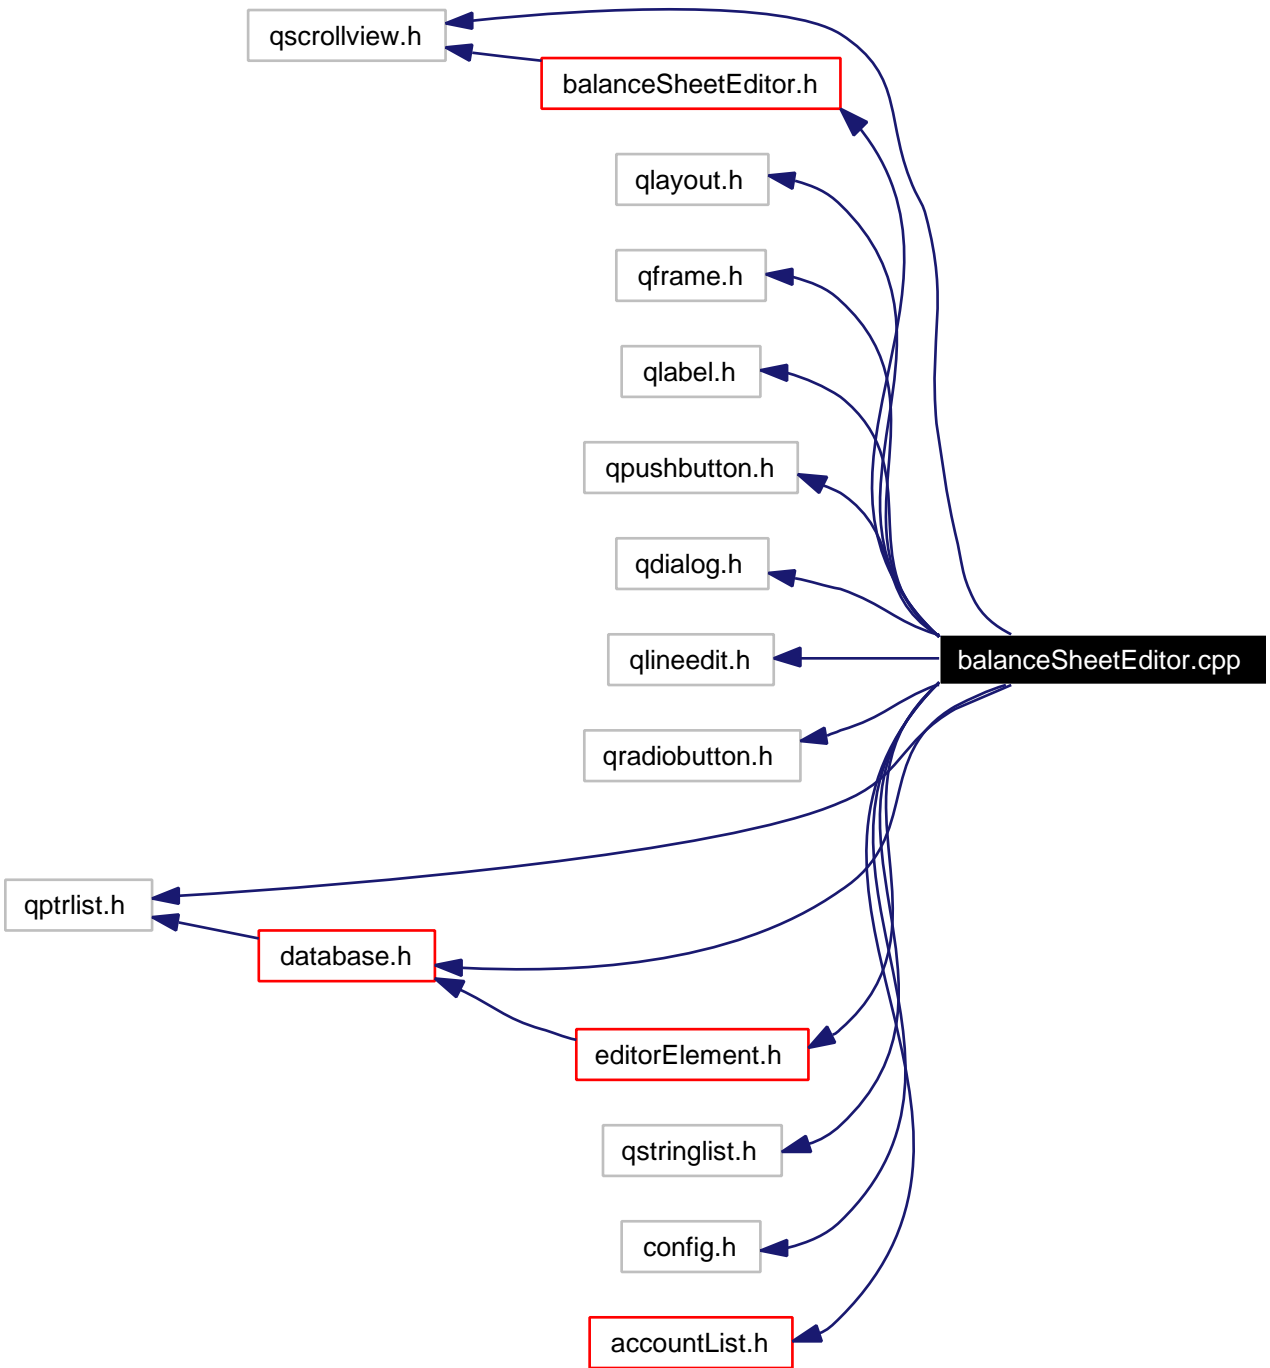 qscrollview.h
balanceSheetEditor.h
qlayout.h
qframe.h
qlabel.h
qpushbutton.h
qdialog.h
qlineedit.h
balanceSheetEditor.cpp
qradiobutton.h
qptrlist.h
database.h
editorElement.h
qstringlist.h
config.h
accountList.h